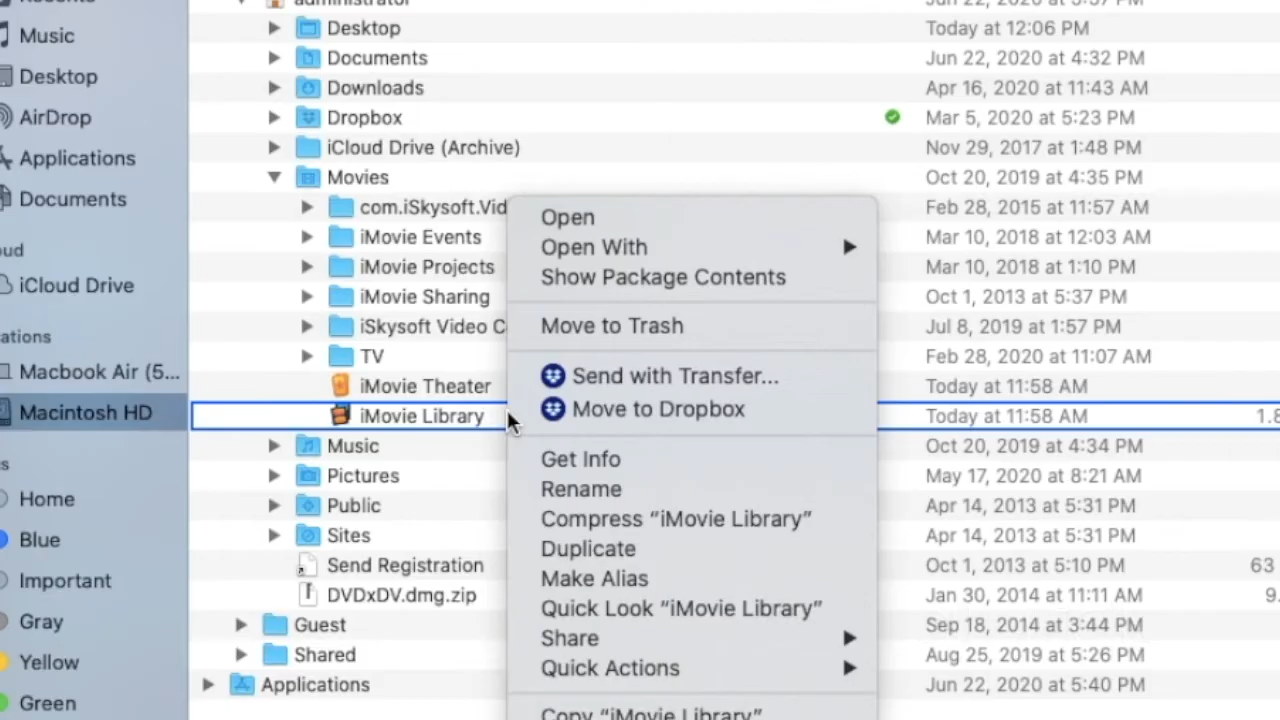 Music
Desktop
AirDrop
Applications
Documents
iCloud Drive
Macbook Air (5...
Macintosh HD
Home
Blue
Important
Gray
Yellow
Green
administrator
Desktop Today at 12:06 PM
Documents Jun 22, 2020 at 4:32 PM
Downloads Apr 16, 2020 at 11:43 AM
Dropbox Mar 5, 2020 at 5:23 PM
iCloud Drive (Archive) Nov 29, 2017 at 1:48 PM
Movies Oct 20, 2019 at 4:35 PM
com.iSkysoft.Vid Feb 28, 2015 at 11:57 AM
iMovie Events Mar 10, 2018 at 12:03 AM
iMovie Projects Mar 10, 2018 at 1:10 PM
iMovie Sharing Oct 1, 2013 at 5:37 PM
iSkysoft Video C Jul 8, 2019 at 1:57 PM
TV Feb 28, 2020 at 11:07 AM
iMovie Theater Today at 11:58 AM
iMovie Library Today at 11:58 AM 1.8
Music Oct 20, 2019 at 4:34 PM
Pictures May 17, 2020 at 8:21 AM
Public Apr 14, 2013 at 5:31 PM
Sites Apr 14, 2013 at 5:31 PM
Send Registration Oct 1, 2013 at 5:10 PM 63
DVDxDV.dmg.zip Jan 30, 2014 at 11:11 AM 9.
Guest Sep 18, 2014 at 3:44 PM
Shared Aug 25, 2019 at 5:26 PM
Applications Jun 22, 2020 at 5:40 PM
Open
Open With
Show Package Contents
Move to Trash
Send with Transfer...
Move to Dropbox
Get Info
Rename
Compress “iMovie Library”
Duplicate
Make Alias
Quick Look “iMovie Library”
Share
Quick Actions
Copy “iMovie Library”